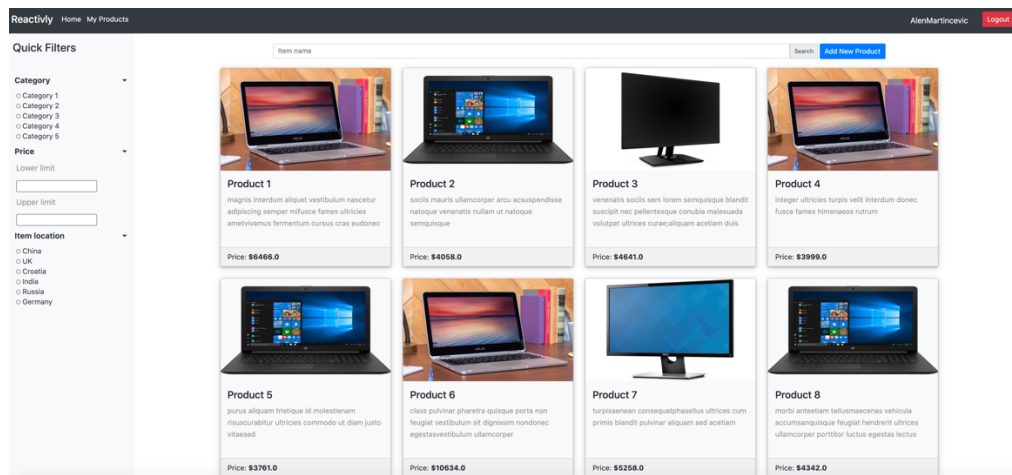 Reactivly Home My Products AlenMartincevic Logout
Quick Filters
Item name Search Add New Product
Category
Category 1
Category 2
Category 3
Category 4
Category 5
Price
Lower limit
Upper limit
Item location
China
UK
Croatia
India
Russia
Germany
Product 1
magnis interdum aliquet vestibulum nascetur
adipiscing semper mifusce fames ultricies
ametvivamus fermentum cursus cras eudonec
Price: $6466.0
Product 2
sociis mauris ullamcorper arcu acsuspendisse
natoque venenatis nullam ut natoque
semquisque
Price: $4058.0
Product 3
venenatis sociis sem lorem semquisque blandit
suscipit nec pellentesque conubia malesuada
volutpat ultrices curae;aliquam acetiam duis
Price: $4641.0
Product 4
integer ultricies turpis velit interdum donec
fusce fames himenaeos rutrum
Price: $3999.0
Product 5
purus aliquam tristique id molestienam
risuscurabitur ultricies commodo ut diam justo
vitaesed
Price: $3761.0
Product 6
class pulvinar pharetra quisque porta non
feugiat vestibulum sit dignissim nondonec
egestasvestibulum ullamcorper
Price: $10634.0
Product 7
turpisaenean consequatphasellus ultrices cum
primis blandit pulvinar aliquam sed acetiam
Price: $5258.0
Product 8
morbi anteetiam tellusmaecenas vehicula
accumsanquisque feugiat hendrerit ultrices
ullamcorper porttitor luctus egestas lectus
Price: $4342.0